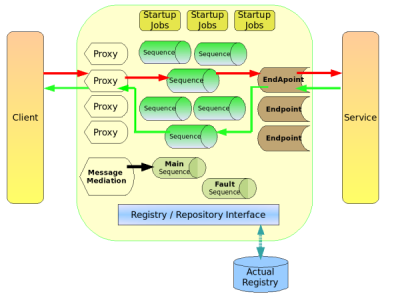 Startup
Jobs
Startup
Jobs
Startup
Jobs
Proxy
Sequence
Sequence
Proxy
Sequence
EndApoint
Client
Proxy
Sequence
Sequence
Endpoint
Service
Proxy
Sequence
Endpoint
Message
Mediation
Main
Sequence
Fault
Sequence
Registry / Repository Interface
Actual
Registry